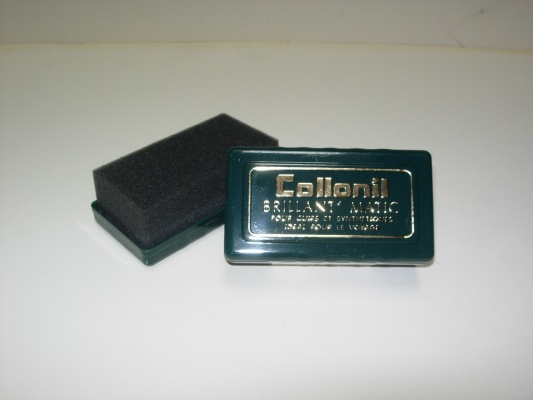 Collonil
BRILLANT' MATIC
POUR CUIRS ET SYNTHETIQUES
IDEAL POUR LE VOYAGE